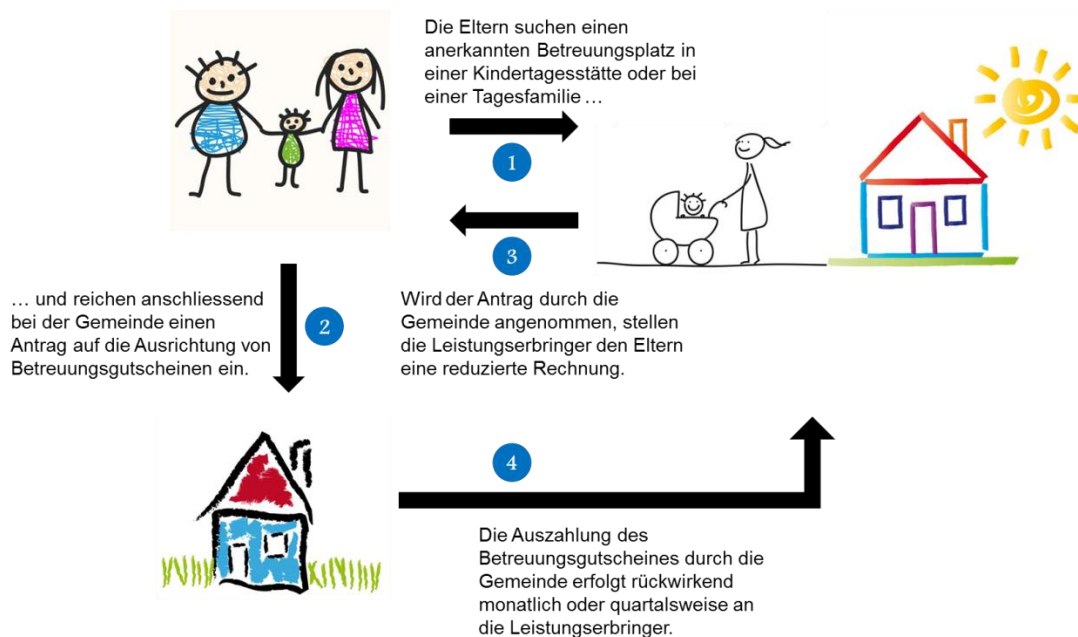 Die Eltern suchen einen
anerkannten Betreuungsplatz in
einer Kindertagesstätte oder bei
einer Tagesfamilie …
1
3
… und reichen anschliessend
bei der Gemeinde einen
Antrag auf die Ausrichtung von
Betreuungsgutscheinen ein.
2
Wird der Antrag durch die
Gemeinde angenommen, stellen
die Leistungserbringer den Eltern
eine reduzierte Rechnung.
4
Die Auszahlung des
Betreuungsgutscheines durch die
Gemeinde erfolgt rückwirkend
monatlich oder quartalsweise an
die Leistungserbringer.